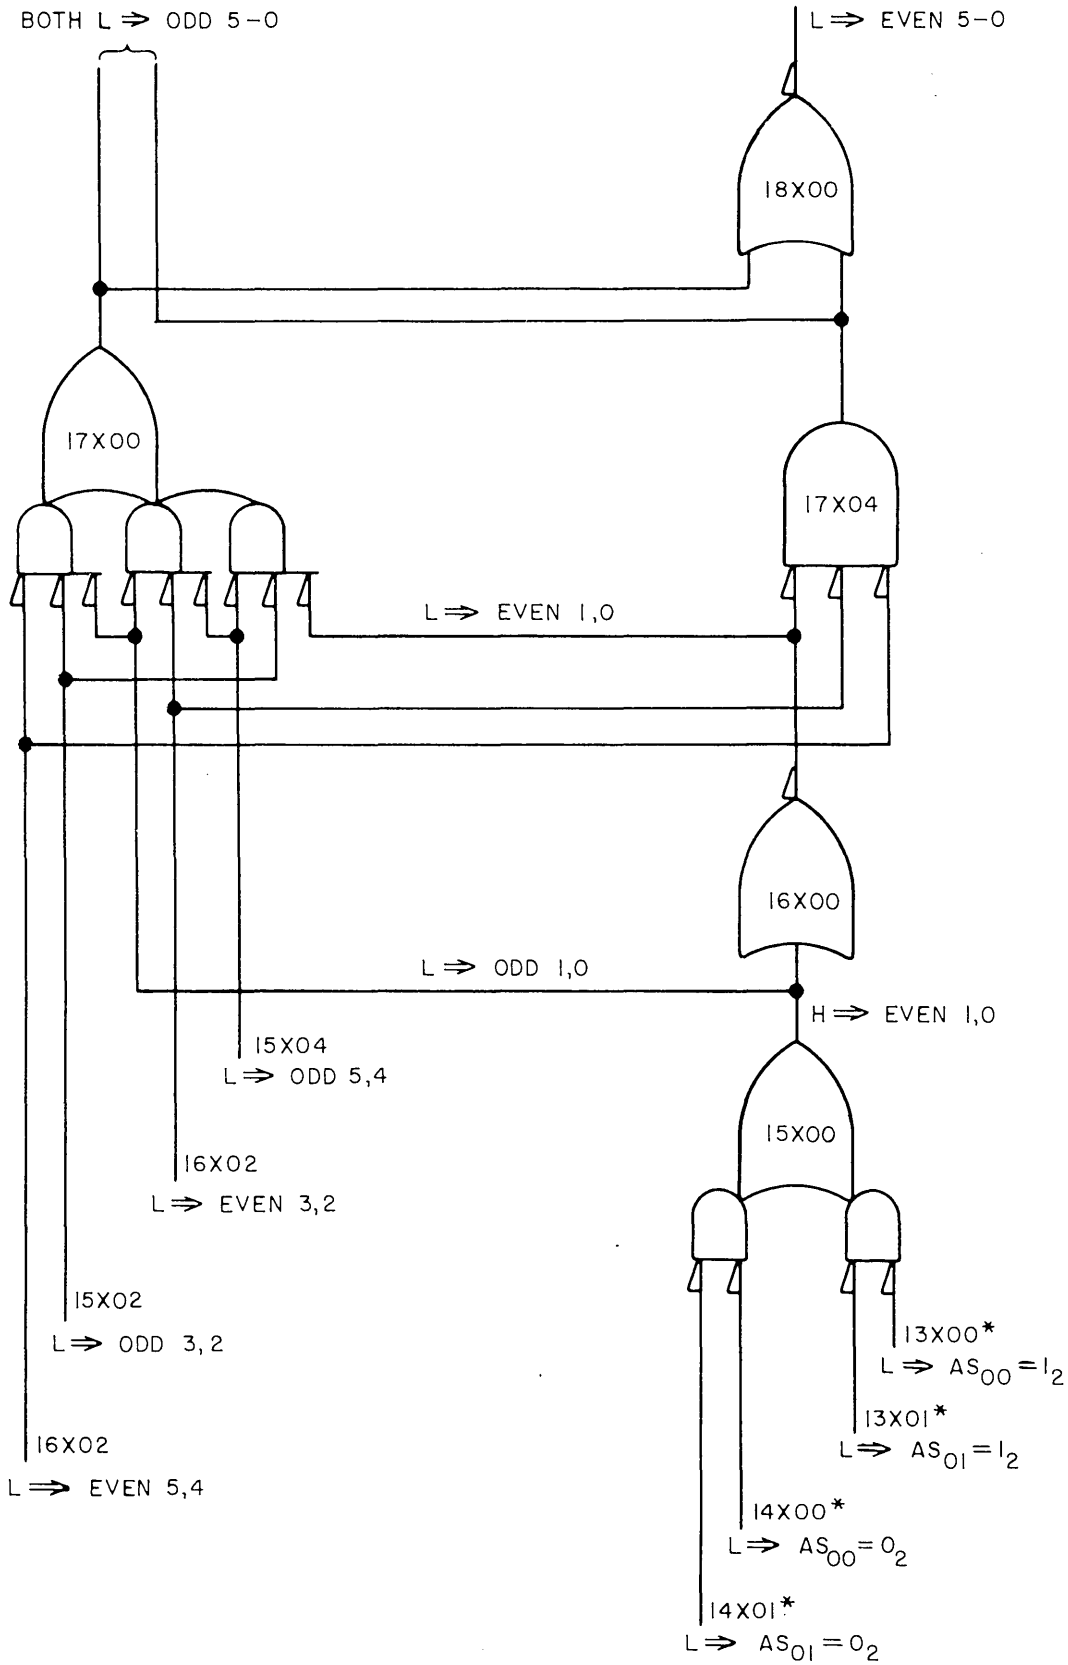 BOTH L ⇒ ODD 5-0
L ⇒ EVEN 5-0
18X00
17X00
17X04
L ⇒ EVEN 1,0
16X00
L ⇒ ODD 1,0
H ⇒ EVEN 1,0
15X04
L ⇒ ODD 5,4
15X00
16X02
L ⇒ EVEN 3,2
15X02
L ⇒ ODD 3,2
13X00*
L ⇒ AS00 = 12
13X01*
L ⇒ AS01 = 12
16X02
L ⇒ EVEN 5,4
14X00*
L ⇒ AS00 = 02
14X01*
L ⇒ AS01 = 02